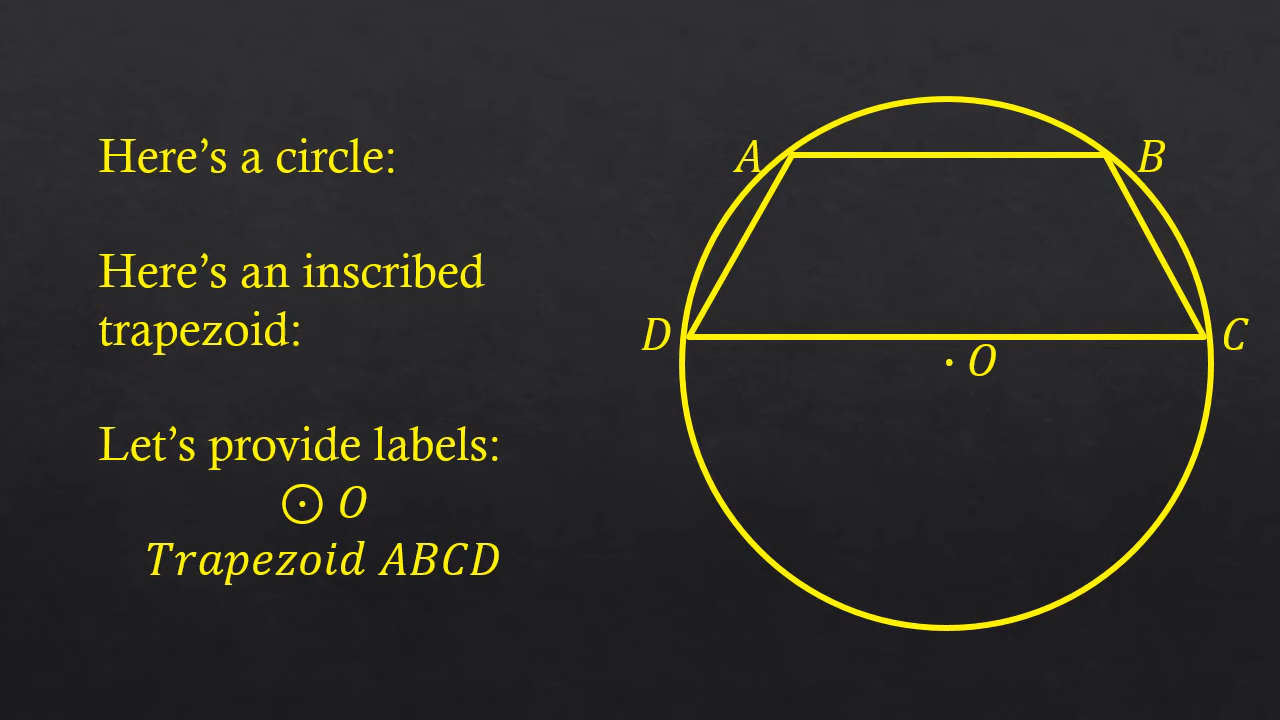 Here’s a circle:
Here’s an inscribed
trapezoid:
Let’s provide labels:
⨀ O
Trapezoid ABCD
A
B
D
C
· O